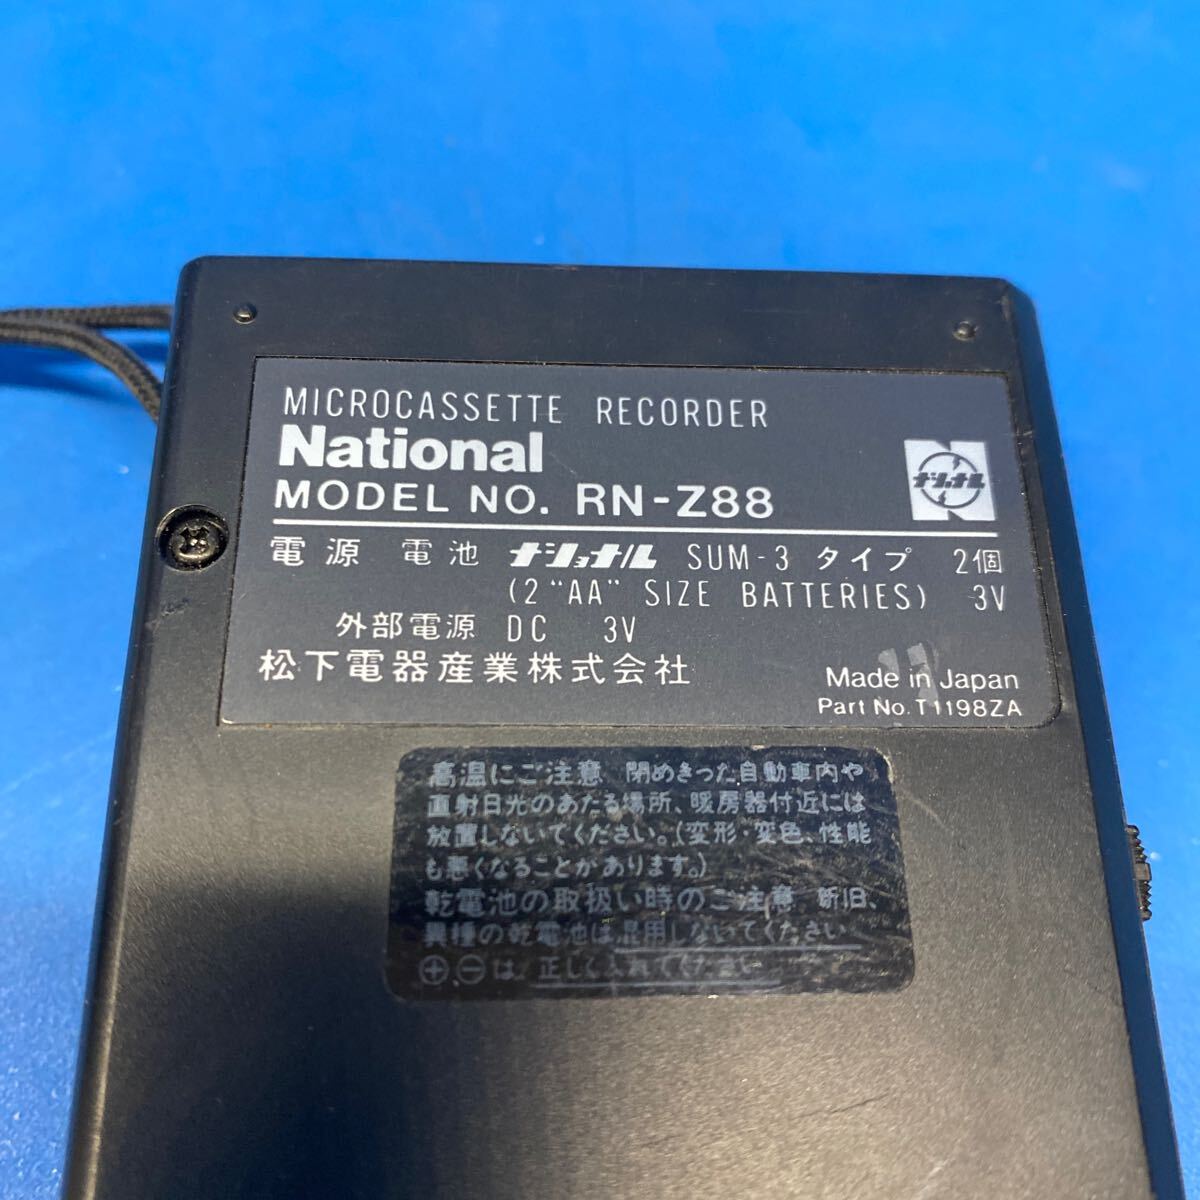 MICROCASSETTE RECORDER
National
MODEL NO. RN-Z88
ナショナル
電源 電池 ナショナル SUM-3 タイプ 2個
(2 "AA" SIZE BATTERIES) 3V
外部電源 DC 3V
松下電器産業株式会社
Made in Japan
Part No. T1198ZA
高温にご注意 閉めきった自動車内や
直射日光のあたる場所、暖房器付近には
放置しないでください。(変形・変色、性能
も悪くなることがあります。)
乾電池の取扱い時のご注意 新旧、
異種の乾電池は混用しないでください
⊕⊖は正しく入れてください